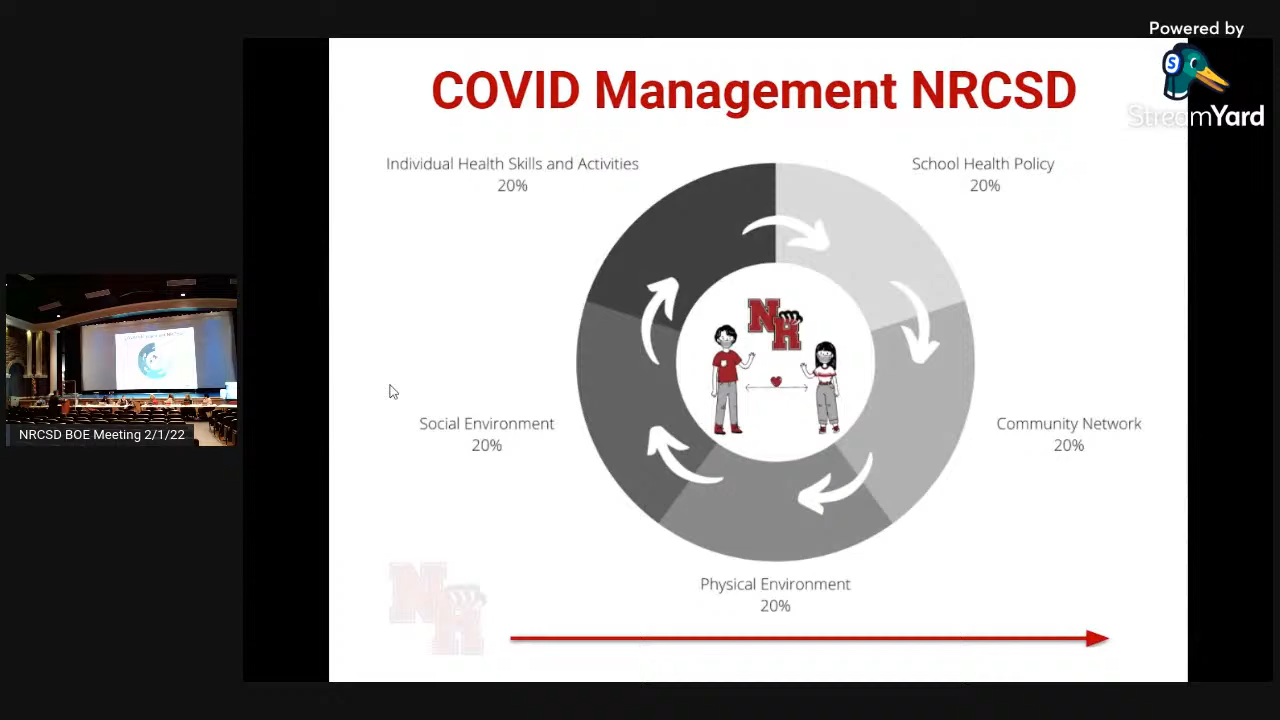 Powered by
StreamYard
COVID Management NRCSD
Individual Health Skills and Activities
20%
School Health Policy
20%
NR
Social Environment
20%
Community Network
20%
NRCSD BOE Meeting 2/1/22
Physical Environment
20%
NR